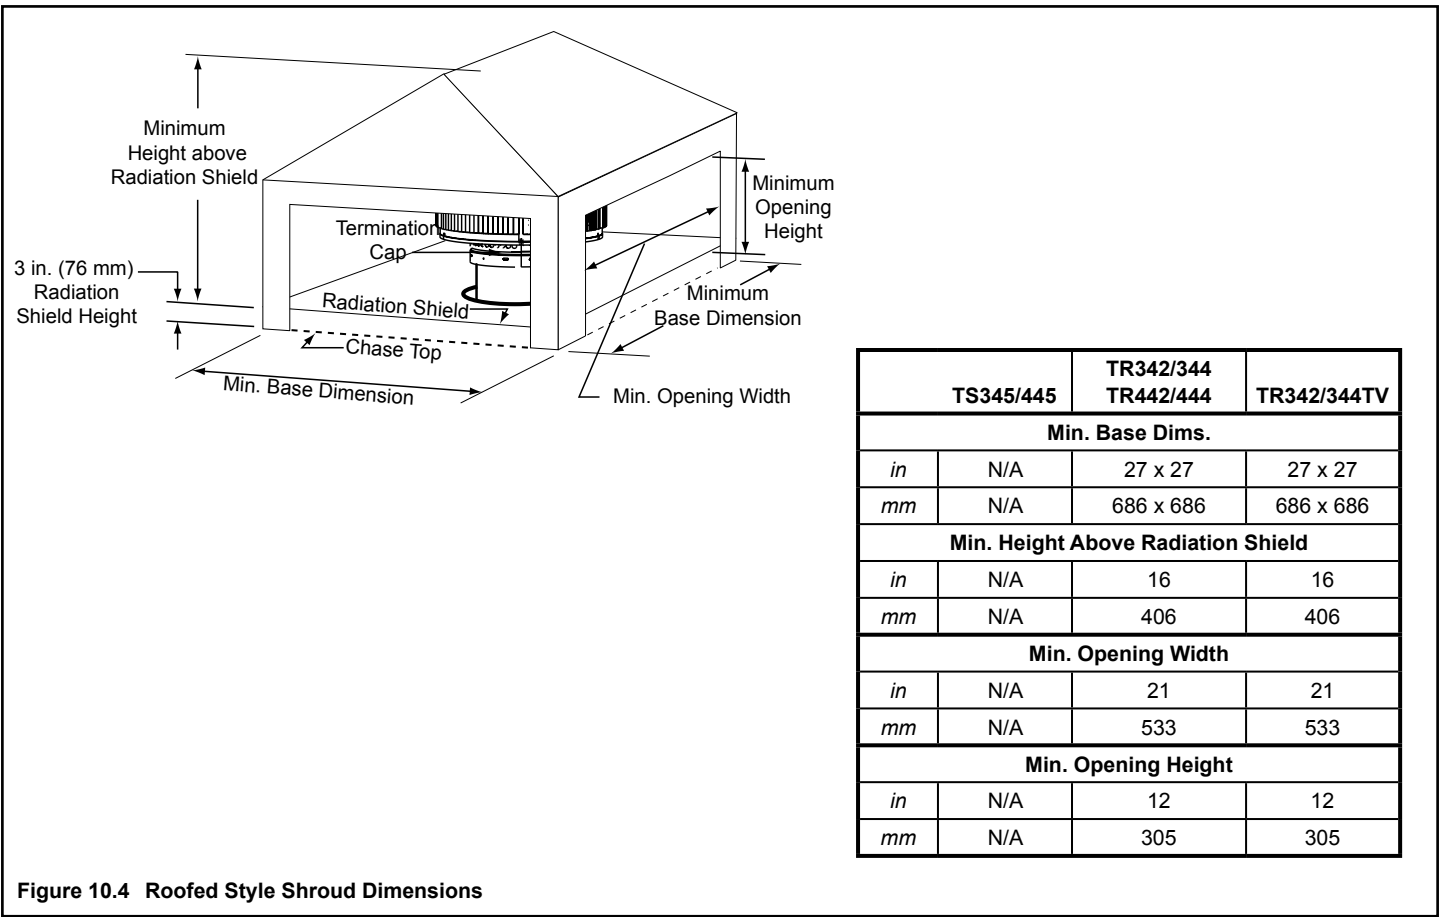 Minimum
Height above
Radiation Shield
3 in. (76 mm)
Radiation
Shield Height
Termination
Cap
Radiation Shield
Chase Top
Min. Base Dimension
Minimum
Opening
Height
Minimum
Base Dimension
Min. Opening Width
TS345/445 TR342/344 TR442/444 TR342/344TV
Min. Base Dims.
in N/A 27 x 27 27 x 27
mm N/A 686 x 686 686 x 686
Min. Height Above Radiation Shield
in N/A 16 16
mm N/A 406 406
Min. Opening Width
in N/A 21 21
mm N/A 533 533
Min. Opening Height
in N/A 12 12
mm N/A 305 305
Figure 10.4 Roofed Style Shroud Dimensions